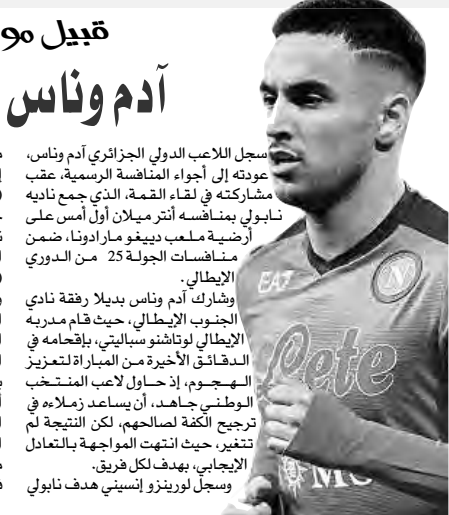 قبيل مو
آدم وناس
سجل اللاعب الدولي الجزائري آدم وناس،
عودته إلى أجواء المنافسة الرسمية، عقب
مشاركته في لقاء القمة، الذي جمع ناديه
نابولي بمنافسه أنتر ميلان أول أمس على
أرضية ملعب دييغو مارادونا، ضمن
منافسات الجولة 25 من الدوري
الإيطالي.
وشارك آدم وناس بديلا رفقة نادي
الجنوب الإيطالي، حيث قام مدربه
الإيطالي لوتاشنو سباليتي، بإقحامه في
الدقائق الأخيرة من المباراة لتعزيز
الهجوم، إذ حاول لاعب المنتخب
الوطني جاهد، أن يساعد زملاءه في
ترجيح الكفة لصالحهم، لكن النتيجة لم
تتغير، حيث انتهت المواجهة بالتعادل
الإيجابي، بهدف لكل فريق.
وسجل لورينزو إنسيني هدف نابولي
EA7
N
Lete